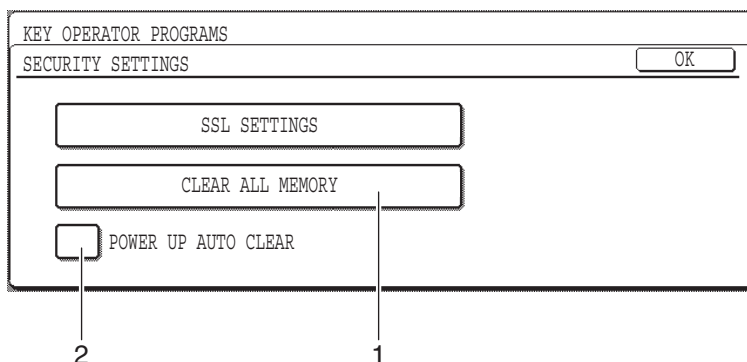 KEY OPERATOR PROGRAMS
SECURITY SETTINGS
OK
SSL SETTINGS
CLEAR ALL MEMORY
POWER UP AUTO CLEAR
2
1